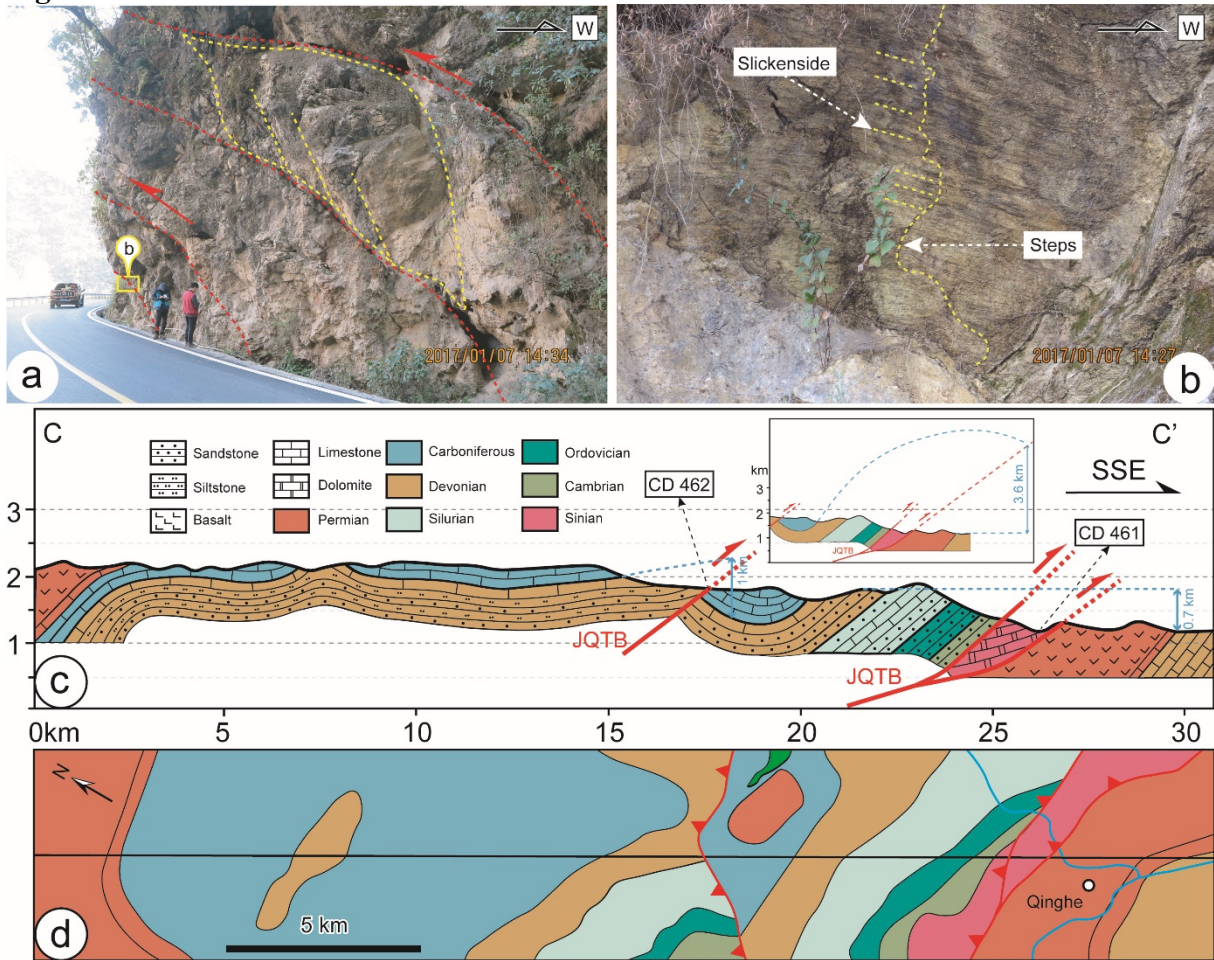 W
b
2017/01/07 14:34
a
W
Slickenside
Steps
2017/01/07 14:27
b
C
C'
Sandstone
Limestone
Carboniferous
Ordovician
Siltstone
Dolomite
Devonian
Cambrian
Basalt
Permian
Silurian
Sinian
CD 462
km
3
2
1
JQTB
3.6 km
SSE
CD 461
3
2
1
1 km
0.7 km
JQTB
JQTB
c
0km
5
10
15
20
25
30
N
5 km
Qinghe
d